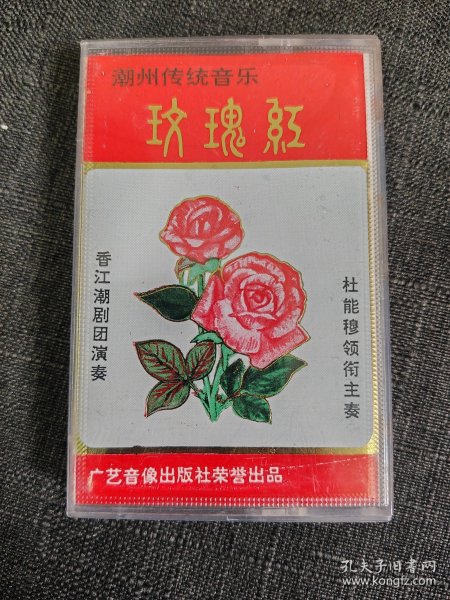 潮州传统音乐
玫瑰紅
香江潮剧团演奏
杜能穆领衔主奏
广艺音像出版社荣誉出品
孔夫子旧书网
www.kongfz.com